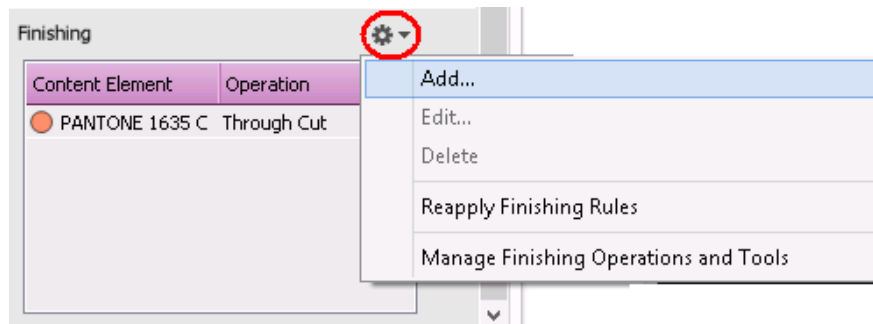 Finishing
Content Element Operation
PANTONE 1635 C Through Cut
Add...
Edit...
Delete
Reapply Finishing Rules
Manage Finishing Operations and Tools